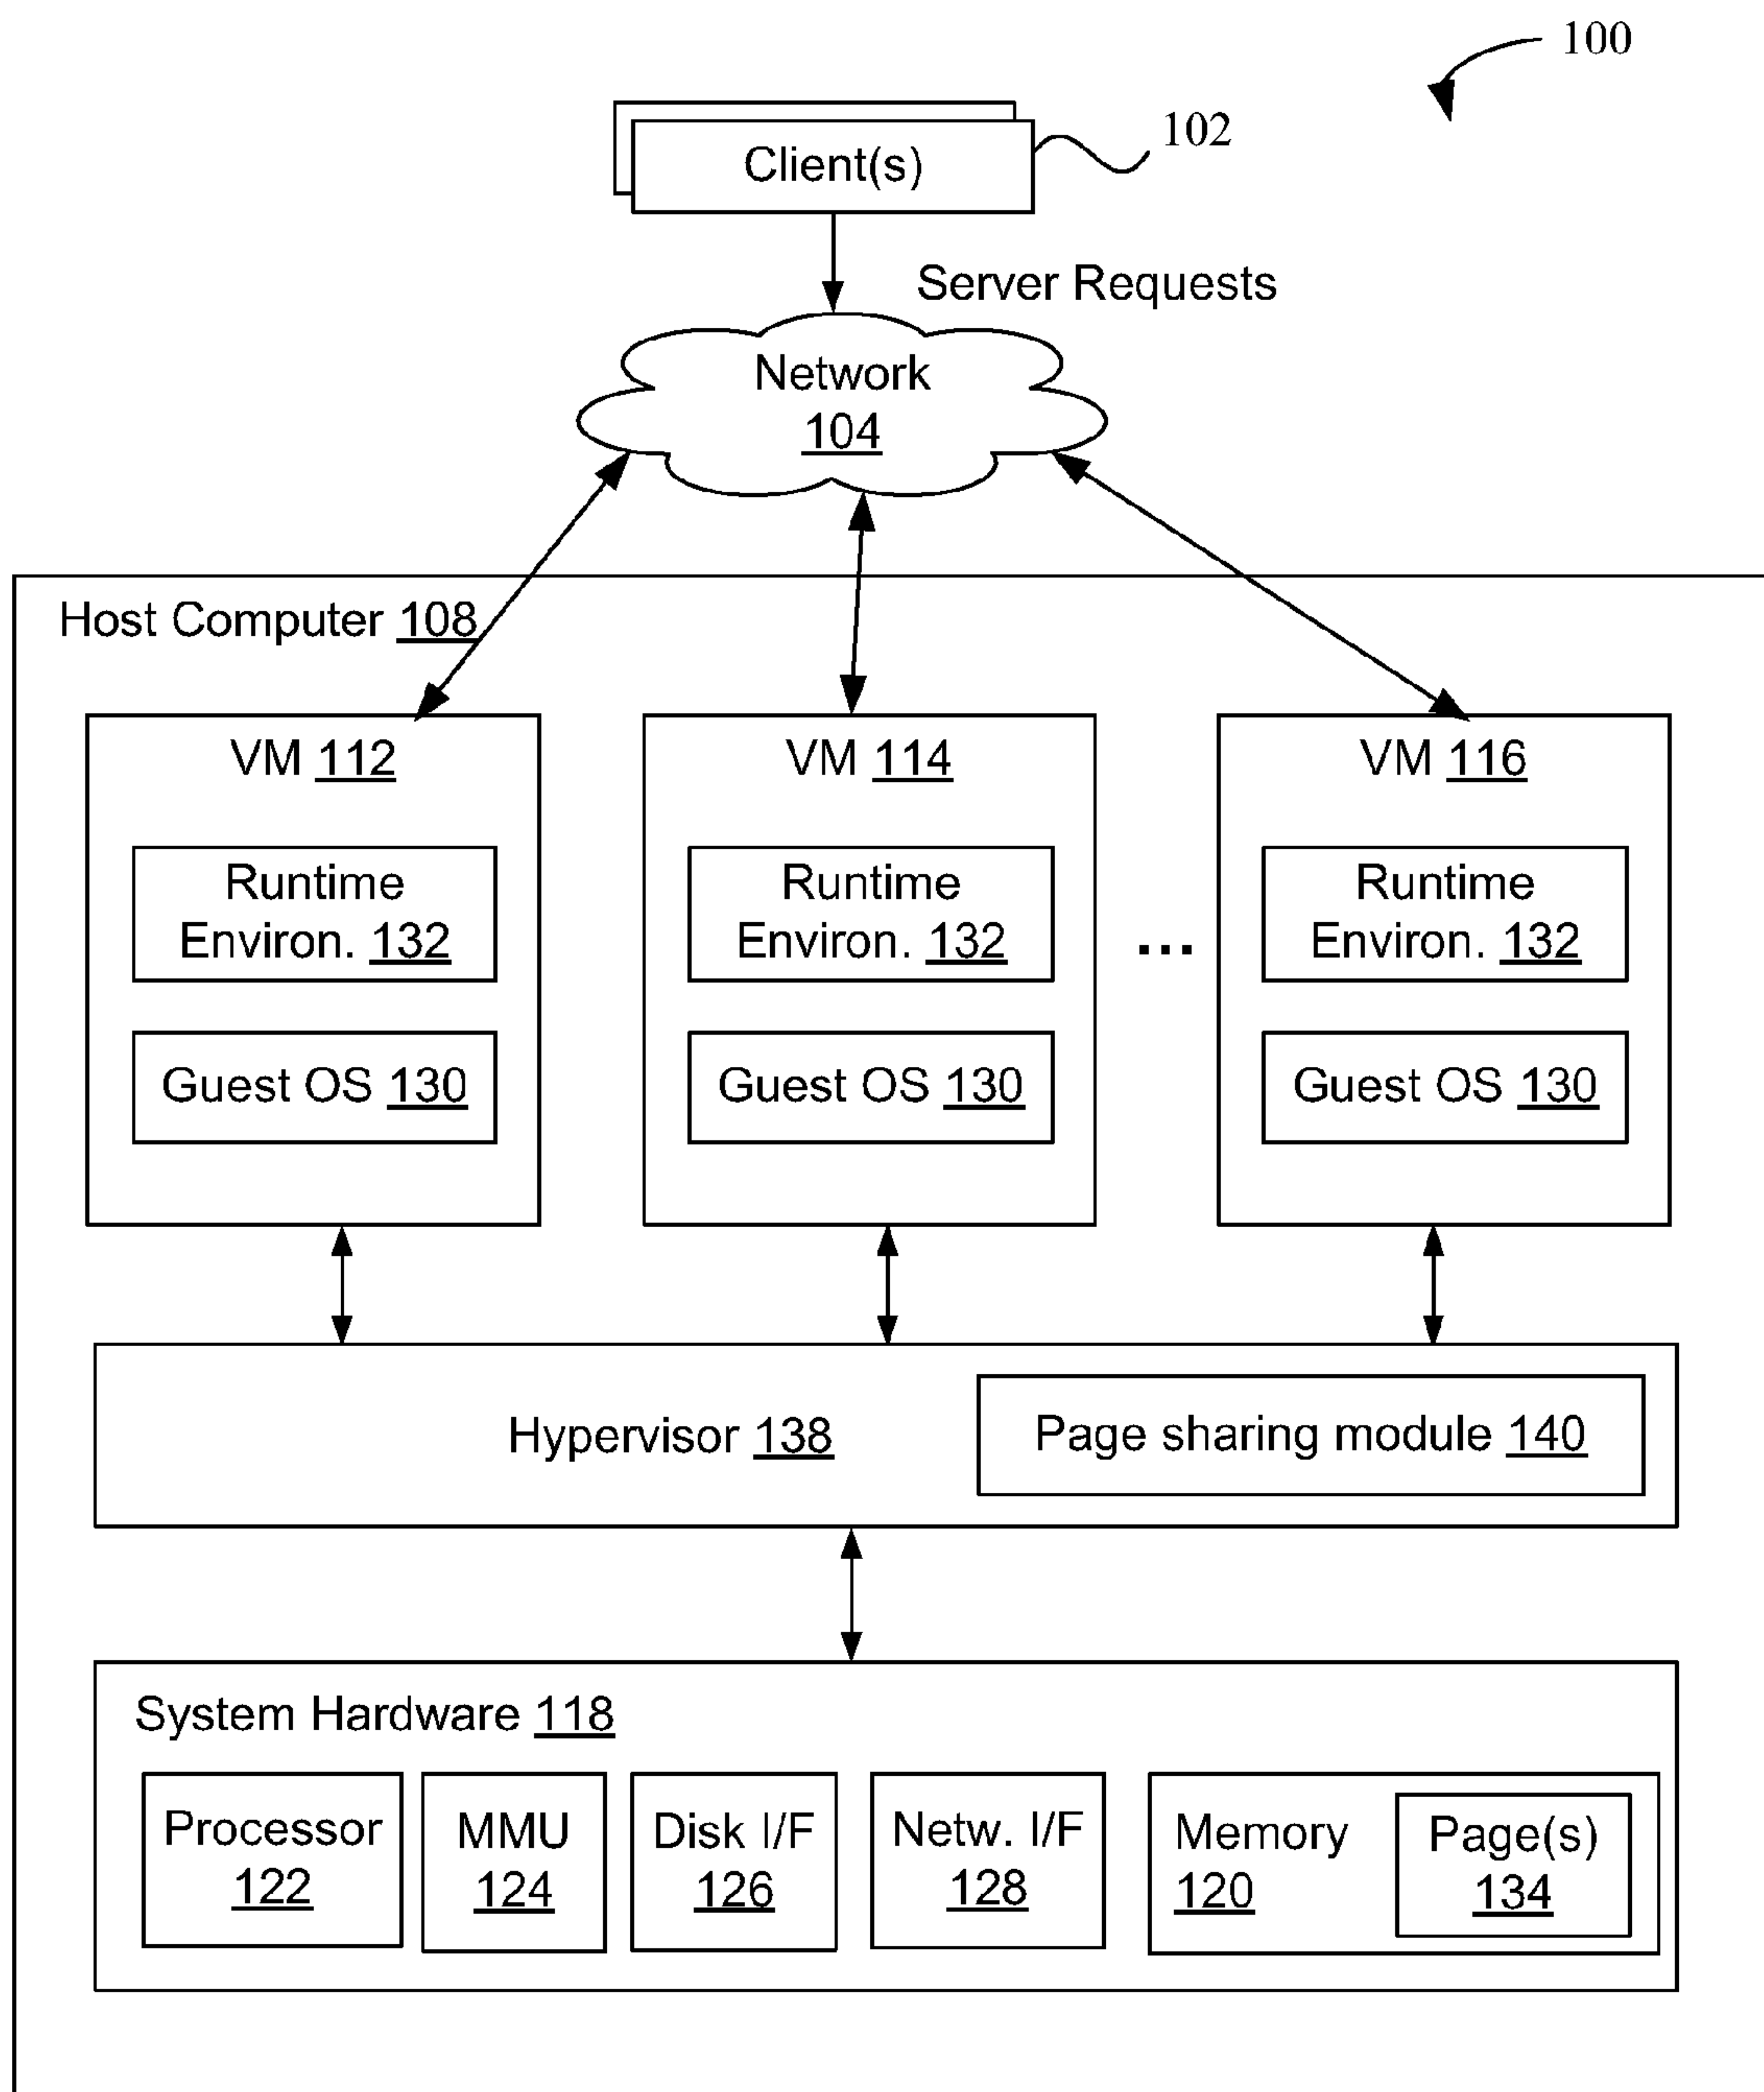 100
102
Client(s)
Server Requests
Network
104
Host Computer 108
VM 112
Runtime
Environ. 132
Guest OS 130
VM 114
Runtime
Environ. 132
Guest OS 130
...
VM 116
Runtime
Environ. 132
Guest OS 130
Hypervisor 138
Page sharing module 140
System Hardware 118
Processor
122
MMU
124
Disk I/F
126
Netw. I/F
128
Memory
120
Page(s)
134